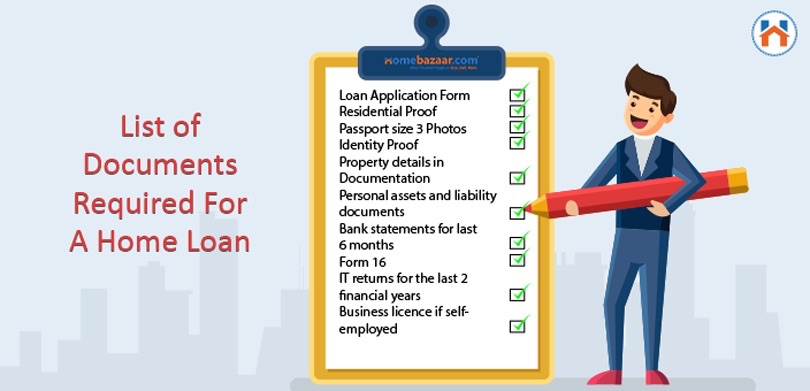 List of
Documents
Required For
A Home Loan
Homebazaar.com
Loan Application Form
Residential Proof
Passport size 3 Photos
Identity Proof
Property details in
Documentation
Personal assets and liability
documents
Bank statements for last
6 months
Form 16
IT returns for the last 2
financial years
Business licence if self-
employed